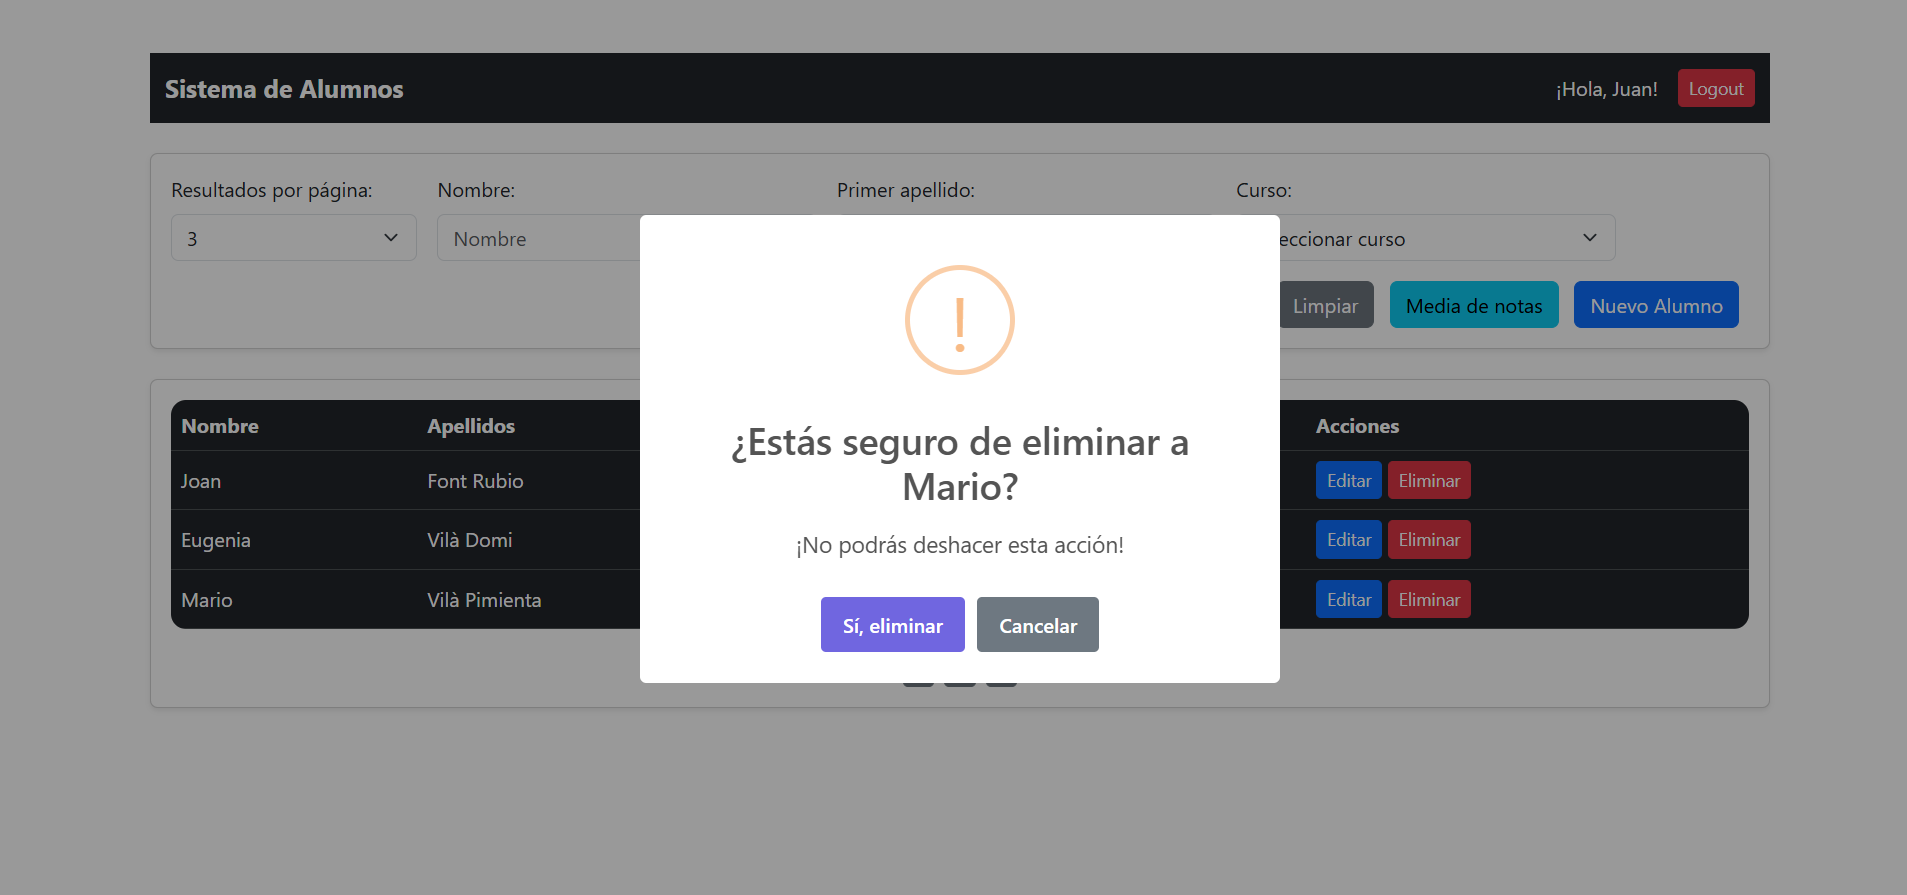 Sistema de Alumnos
¡Hola, Juan!
Logout
Resultados por página:
Nombre:
Primer apellido:
Curso:
3
Nombre
eccionar curso
Limpiar
Media de notas
Nuevo Alumno
!
¿Estás seguro de eliminar a
Mario?
¡No podrás deshacer esta acción!
Sí, eliminar
Cancelar
Nombre
Apellidos
Acciones
Joan
Font Rubio
Editar
Eliminar
Eugenia
Vilà Domi
Editar
Eliminar
Mario
Vilà Pimienta
Editar
Eliminar